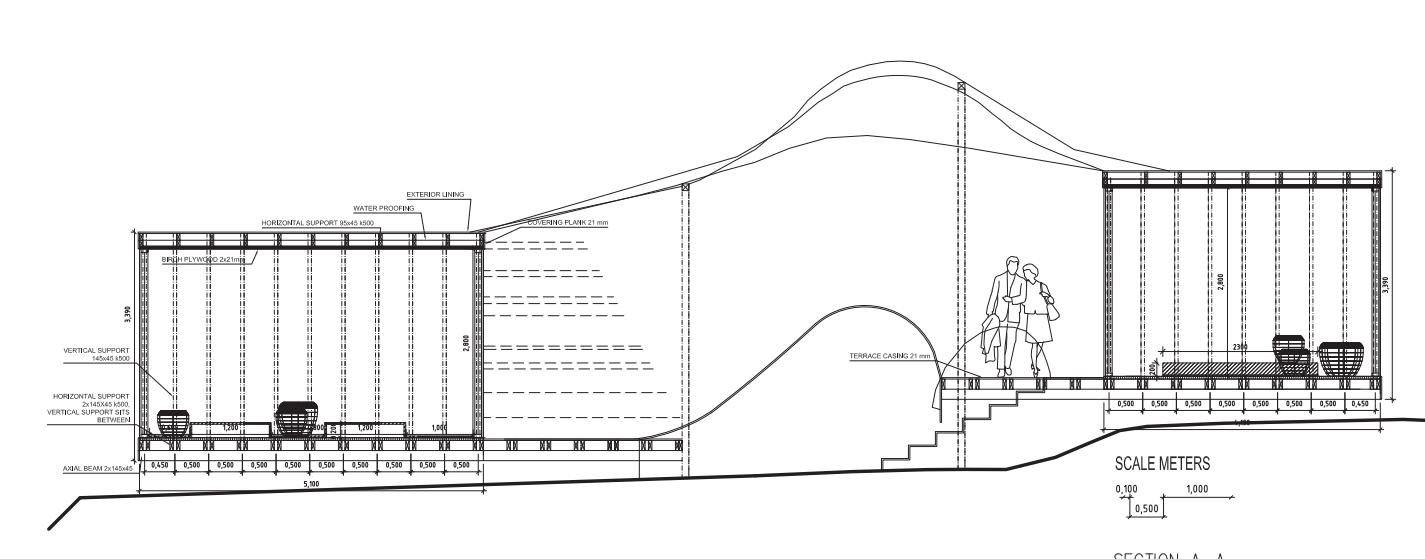 EXTERIOR LINING
WATER PROOFING
HORIZONTAL SUPPORT 95x45 k500
COVERING PLANK 21 mm
BIRCH PLYWOOD 2x21mm
3,390
2,800
2,800
3,390
VERTICAL SUPPORT
145x45 k500
TERRACE CASING 21 mm
2300
200
HORIZONTAL SUPPORT
2x145X45 k500,
VERTICAL SUPPORT SITS
BETWEEN
1,200
1,200
1,000
0,500 0,500 0,500 0,500 0,500 0,500 0,500 0,450
AXIAL BEAM 2x145x45
0,450 0,500 0,500 0,500 0,500 0,500 0,500 0,500 0,500 0,500
5,100
SCALE METERS
0,100 1,000
0,500
SECTION A - A